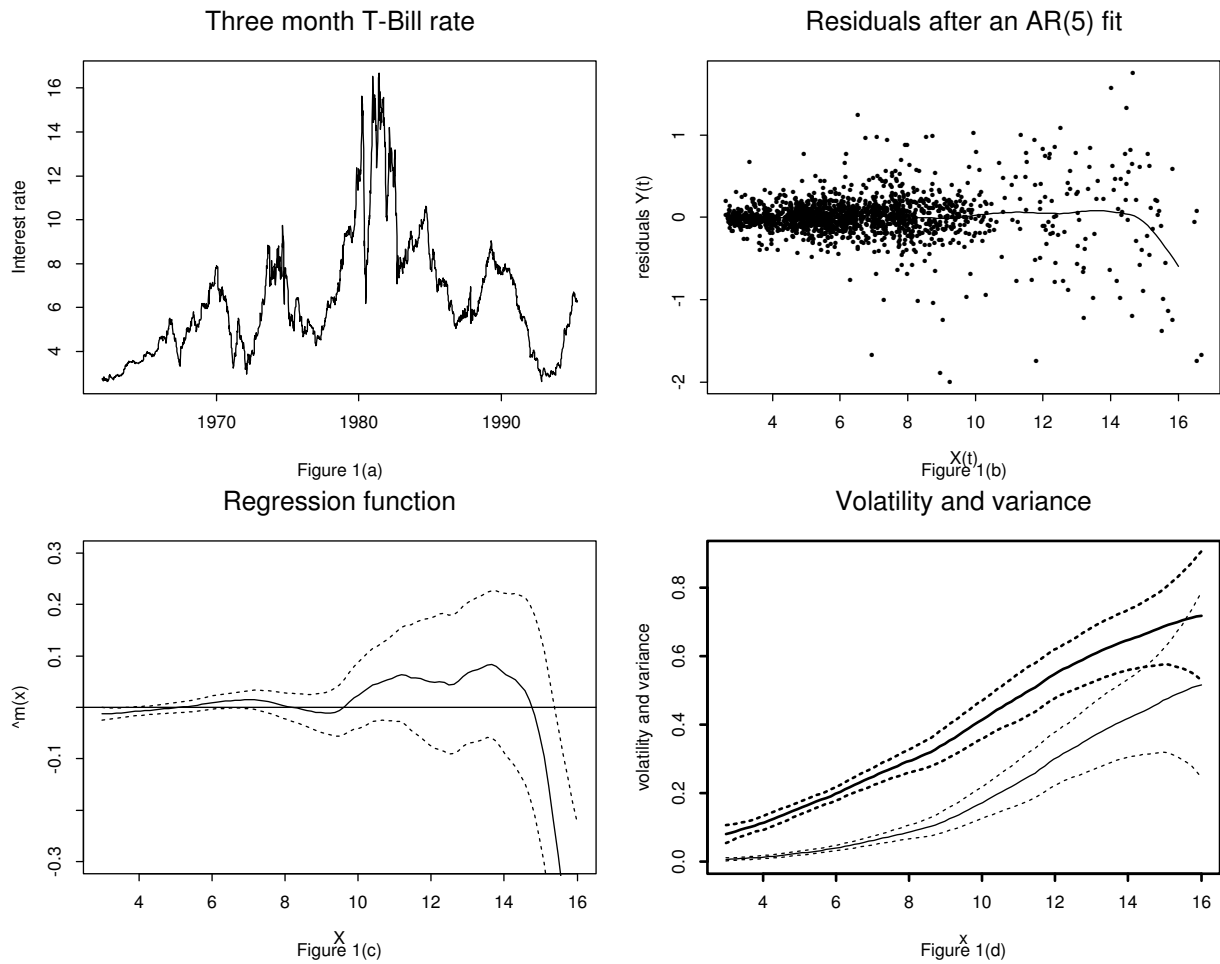 Three month T-Bill rate
Interest rate
4 6 8 10 12 14 16
1970 1980 1990
Figure 1(a)
Residuals after an AR(5) fit
residuals Y(t)
-2 -1 0 1
4 6 8 10 12 14 16
X(t)
Figure 1(b)
Regression function
^m(x)
-0.3 -0.1 0.1 0.2 0.3
4 6 8 10 12 14 16
X
Figure 1(c)
Volatility and variance
volatility and variance
0.0 0.2 0.4 0.6 0.8
4 6 8 10 12 14 16
x
Figure 1(d)